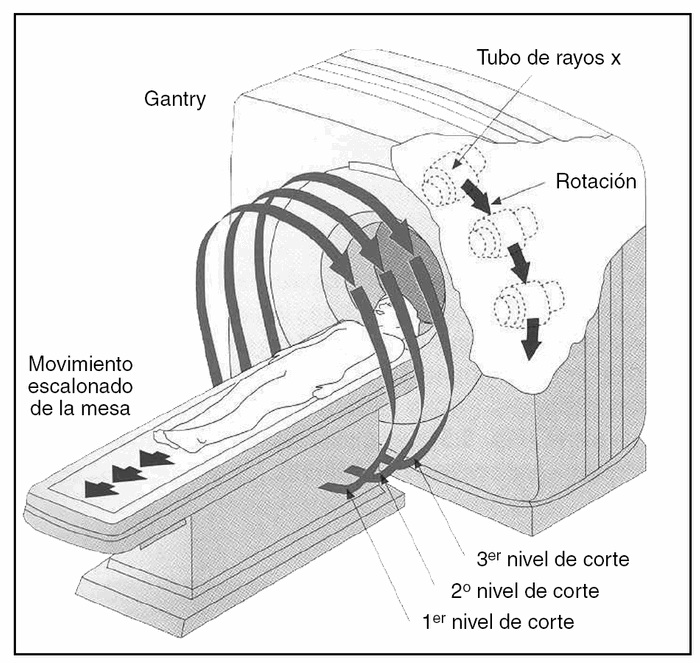 Tubo de rayos x
Gantry
Rotación
Movimiento
escalonado
de la mesa
3er nivel de corte
2º nivel de corte
1er nivel de corte